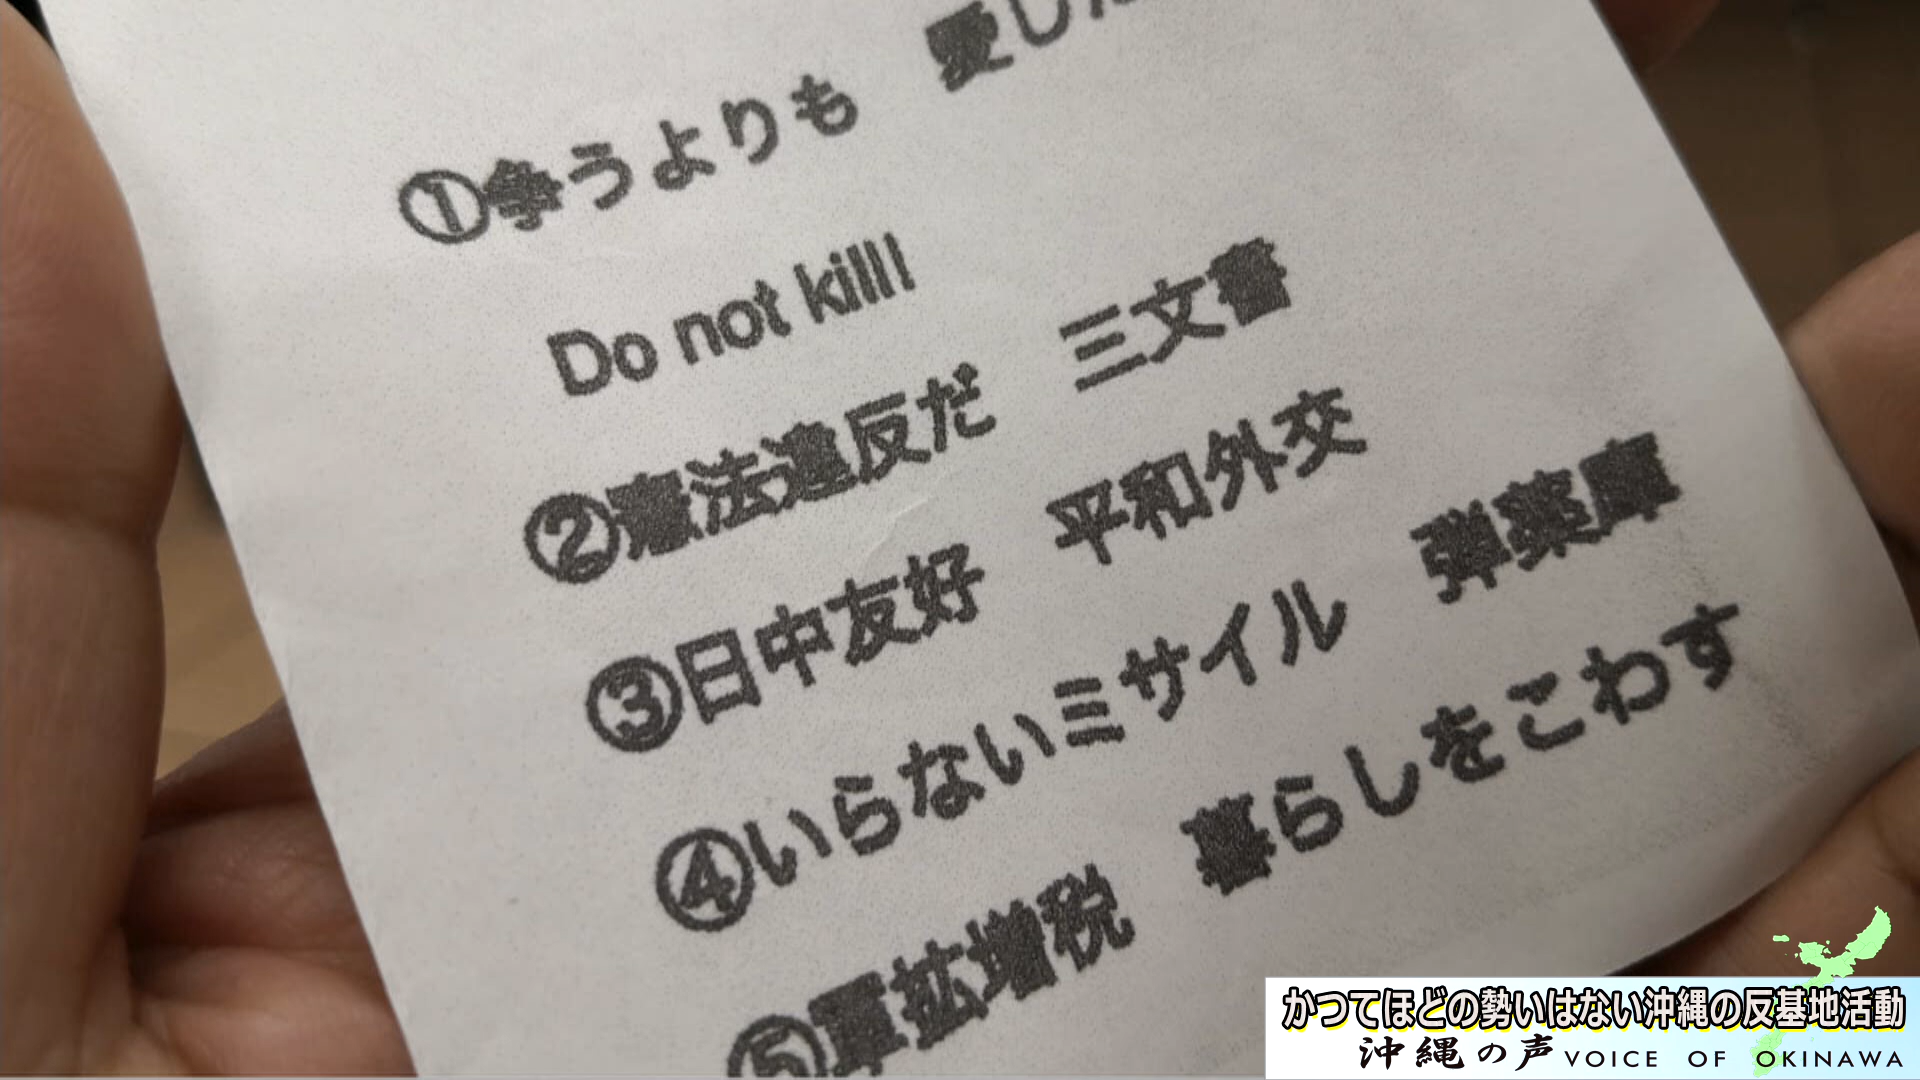 ①争うよりも　愛し
Do not kill!
②憲法違反だ　三文書
③日中友好　平和外交
④いらないミサイル　弾薬庫
⑤軍拡増税　暮らしをこわす
かつてほどの勢いはない沖縄の反基地活動
沖縄の声 VOICE OF OKINAWA